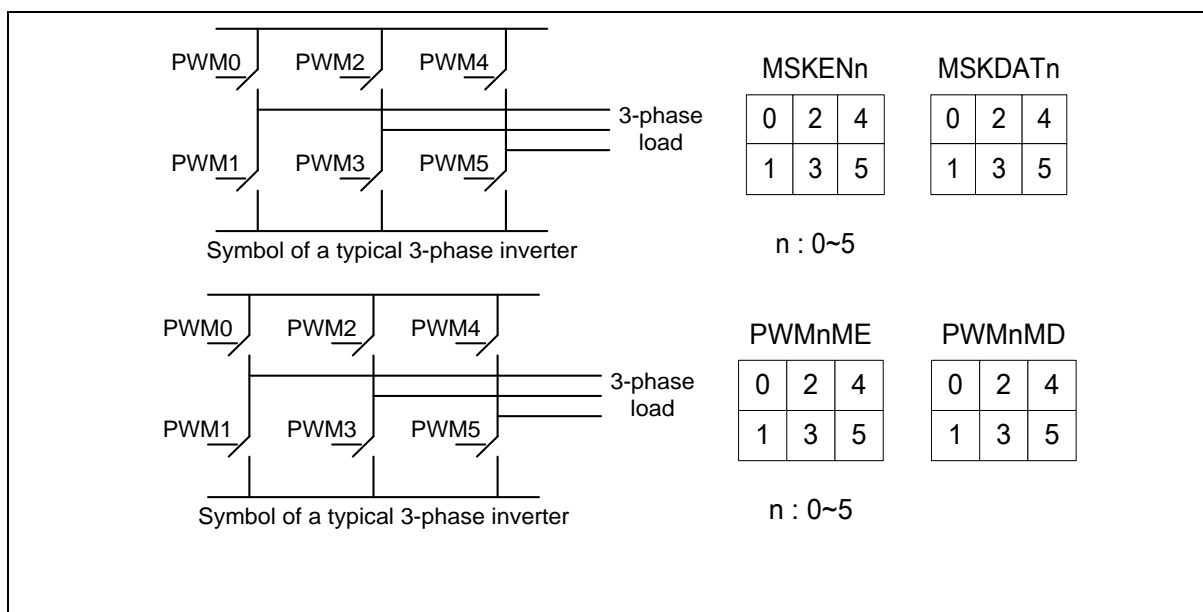 PWM0 PWM2 PWM4
3-phase
load
PWM1 PWM3 PWM5
Symbol of a typical 3-phase inverter
MSKENn MSKDATn
0 2 4 0 2 4
1 3 5 1 3 5
n : 0~5
PWM0 PWM2 PWM4
3-phase
load
PWM1 PWM3 PWM5
Symbol of a typical 3-phase inverter
PWMnME PWMnMD
0 2 4 0 2 4
1 3 5 1 3 5
n : 0~5